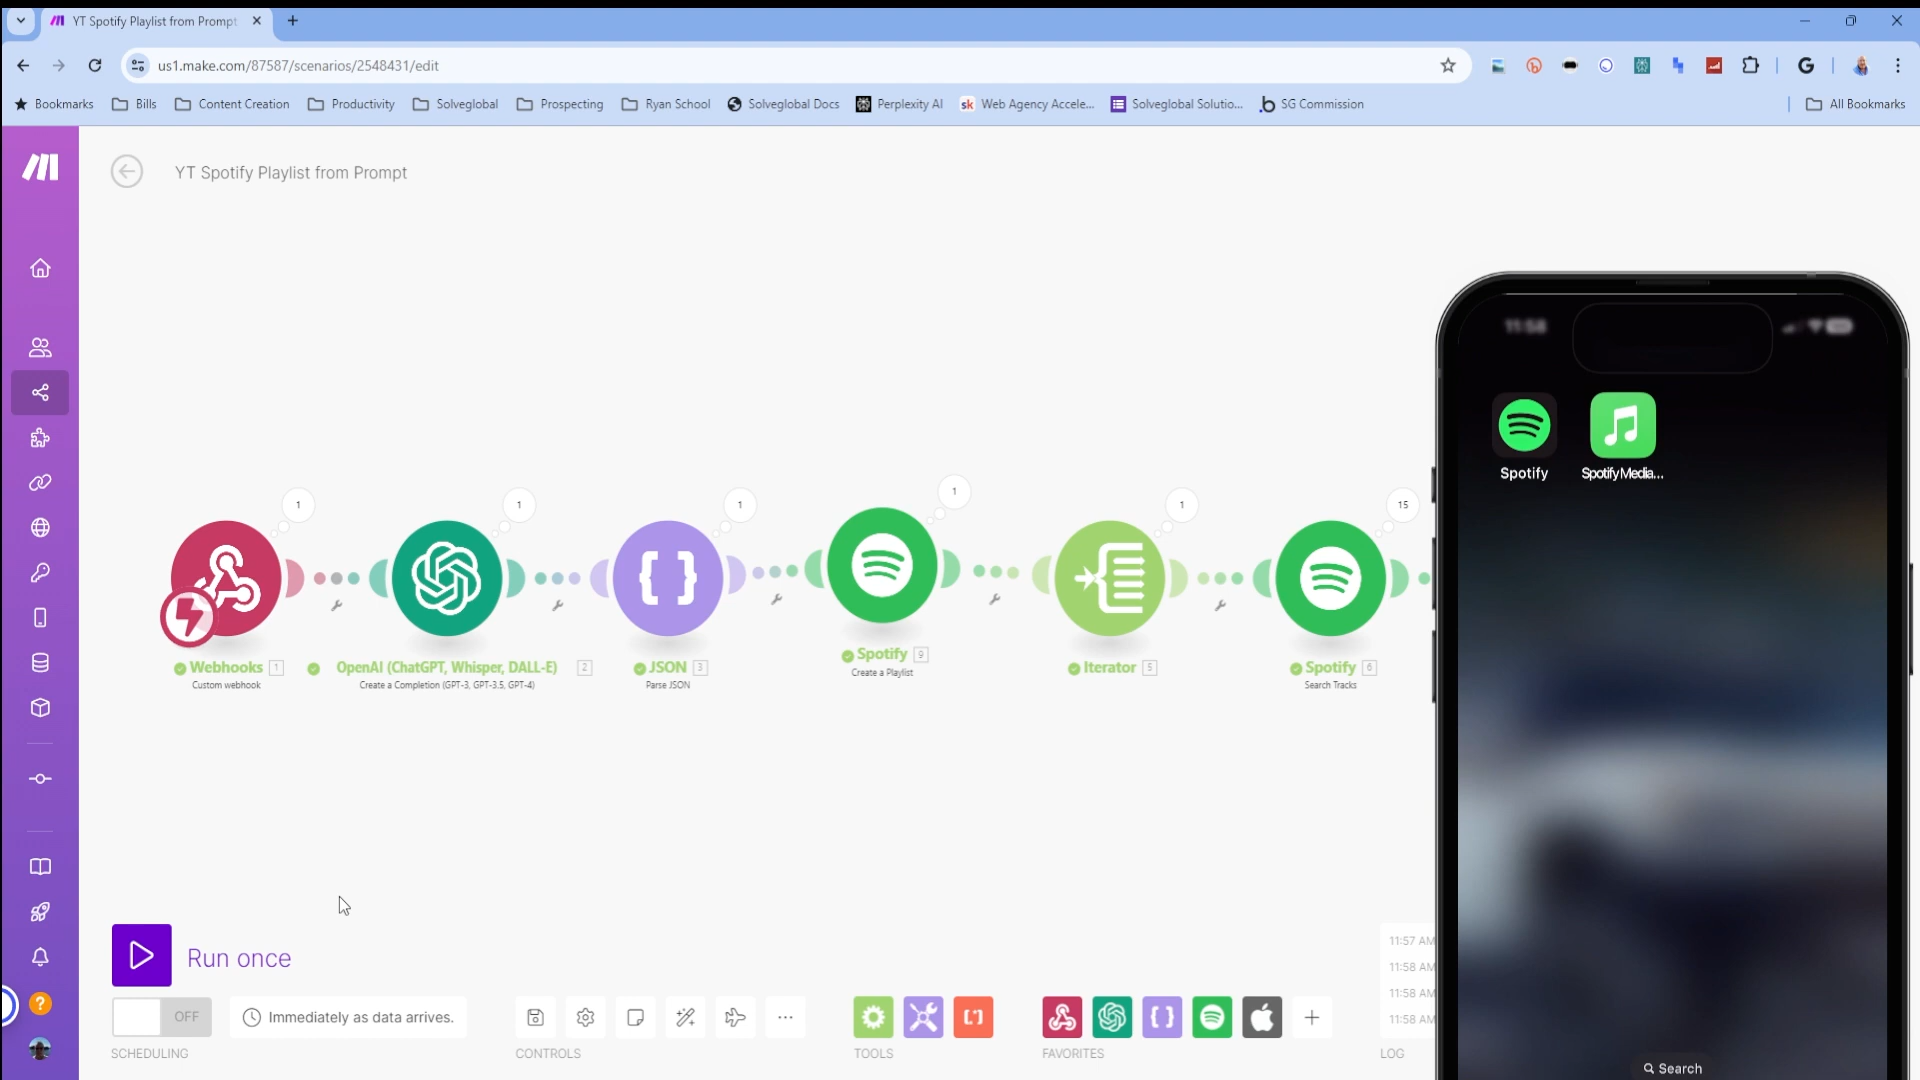 YT Spotify Playlist from Prompt
us1.make.com/87587/scenarios/2548431/edit
Bookmarks Bills Content Creation Productivity Solveglobal Prospecting Ryan School Solveglobal Docs Perplexity AI Web Agency Accele... Solveglobal Solutio... SG Commission All Bookmarks
YT Spotify Playlist from Prompt
11:58
Spotify
SpotifyMedia...
1
1
1
1
1
15
Webhooks 1
Custom webhook
OpenAI (ChatGPT, Whisper, DALL-E) 2
Create a Completion (GPT-3, GPT-3.5, GPT-4)
JSON 3
Parse JSON
Spotify 9
Create a Playlist
Iterator 5
Spotify 6
Search Tracks
Run once
OFF
Immediately as data arrives.
SCHEDULING
CONTROLS
TOOLS
FAVORITES
11:57 AM
11:58 AM
11:58 AM
11:58 AM
LOG
Search